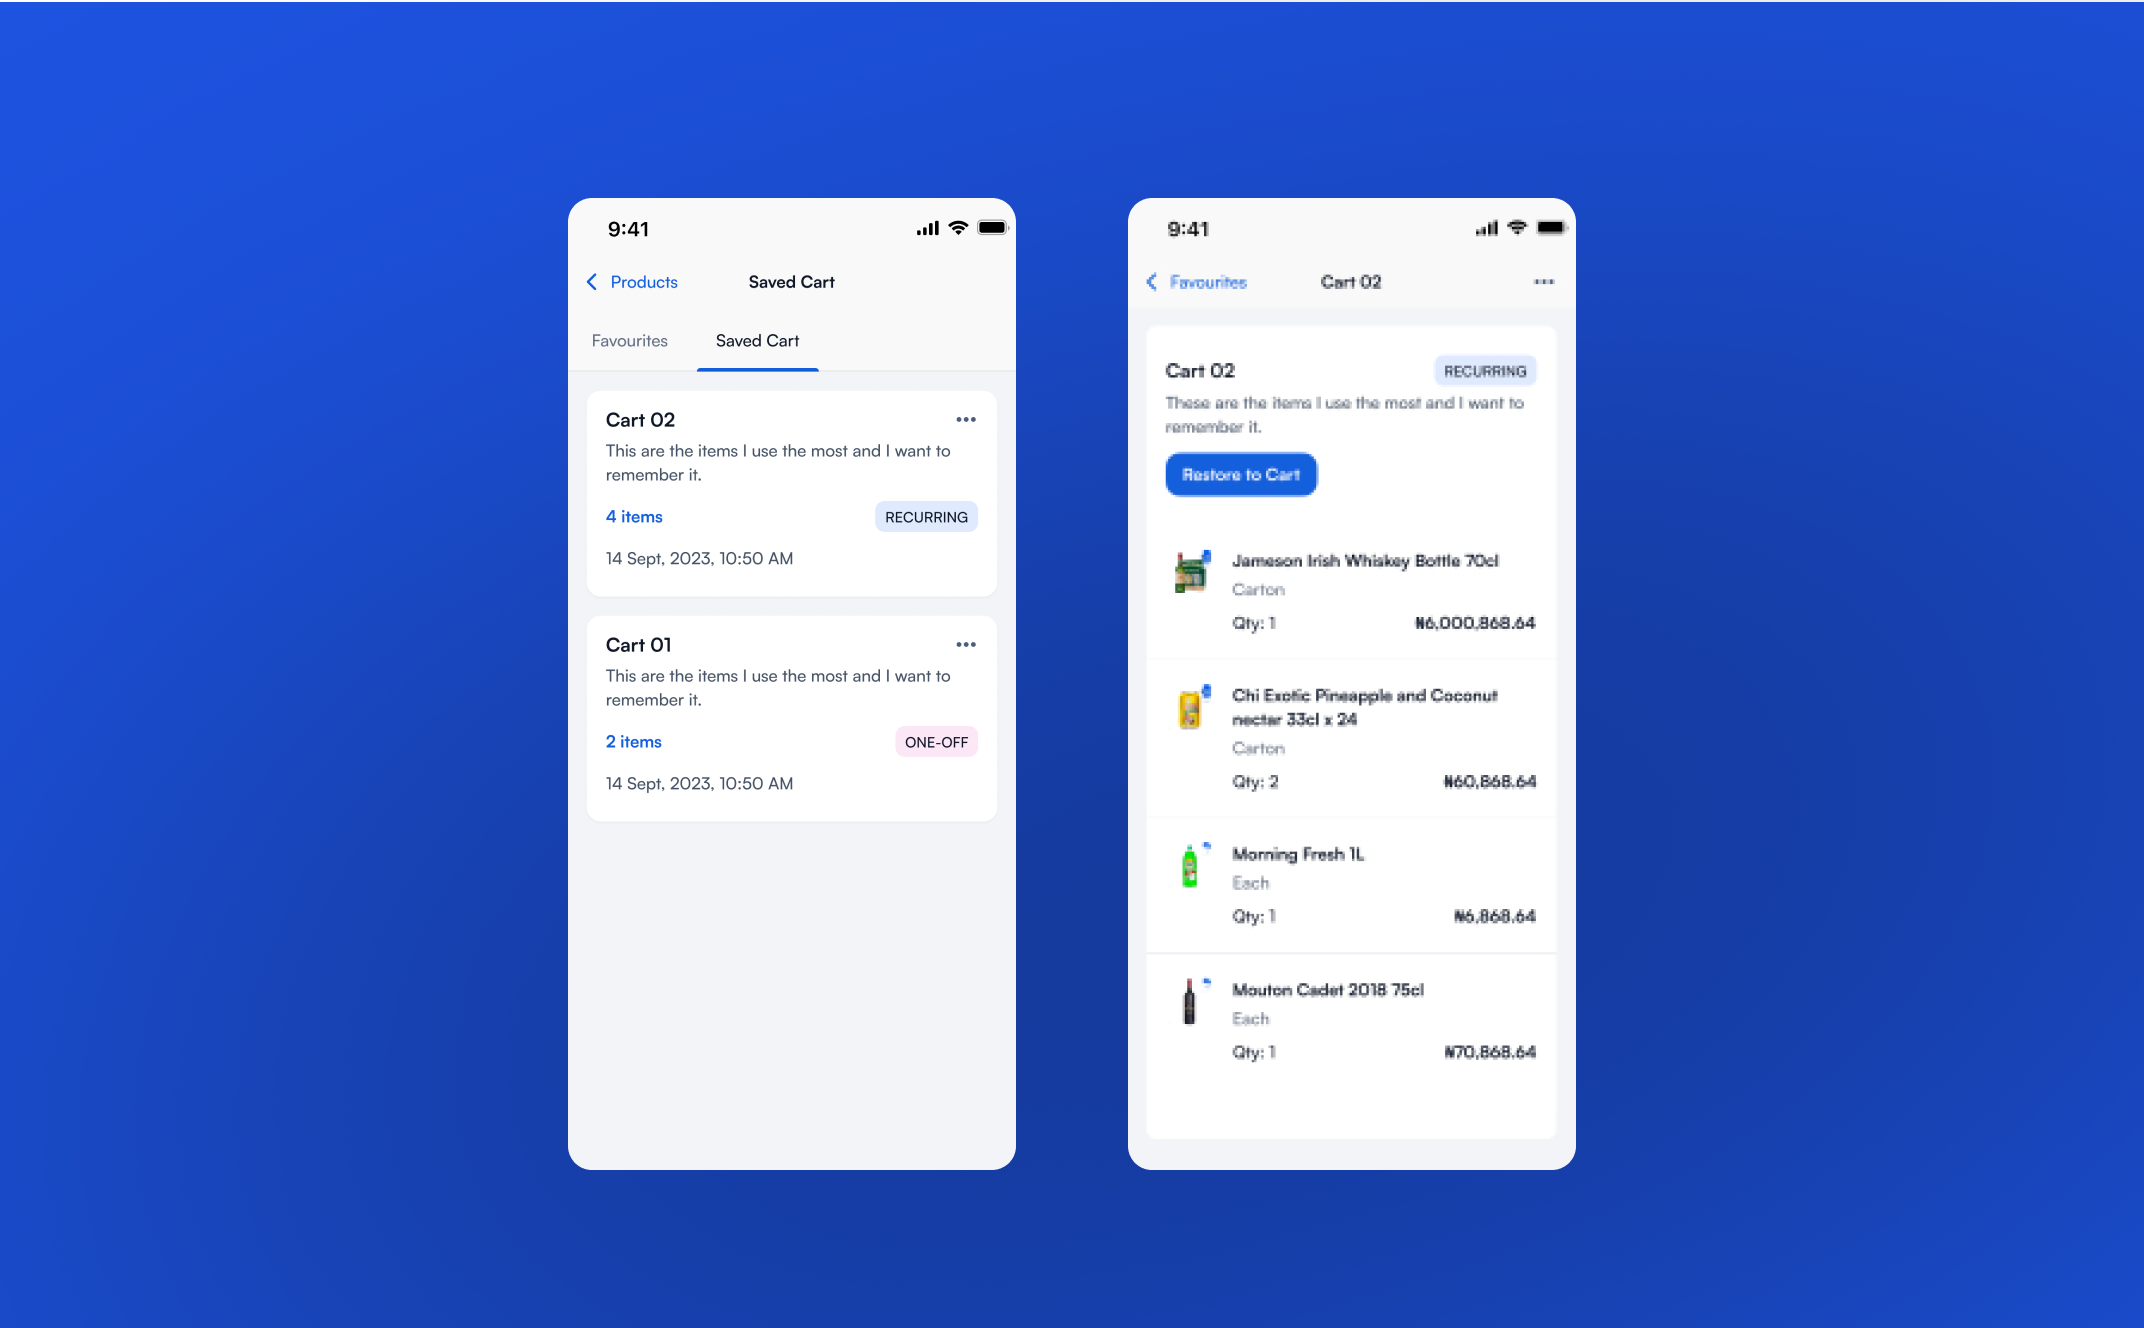 9:41
Products
Saved Cart
Favourites
Saved Cart
Cart 02
This are the items I use the most and I want to
remember it.
4 items
RECURRING
14 Sept, 2023, 10:50 AM
Cart 01
This are the items I use the most and I want to
remember it.
2 items
ONE-OFF
14 Sept, 2023, 10:50 AM
9:41
Favourites
Cart 02
Cart 02
RECURRING
These are the items I use the most and I want to
remember it.
Restore to Cart
Jameson Irish Whiskey Bottle 70cl
Carton
Qty: 1
₦6,000,868.64
Chi Exotic Pineapple and Coconut
nectar 33cl x 24
Carton
Qty: 2
₦60,868.64
Morning Fresh 1L
Each
Qty: 1
₦6,868.64
Mouton Cadet 2018 75cl
Each
Qty: 1
₦70,868.64